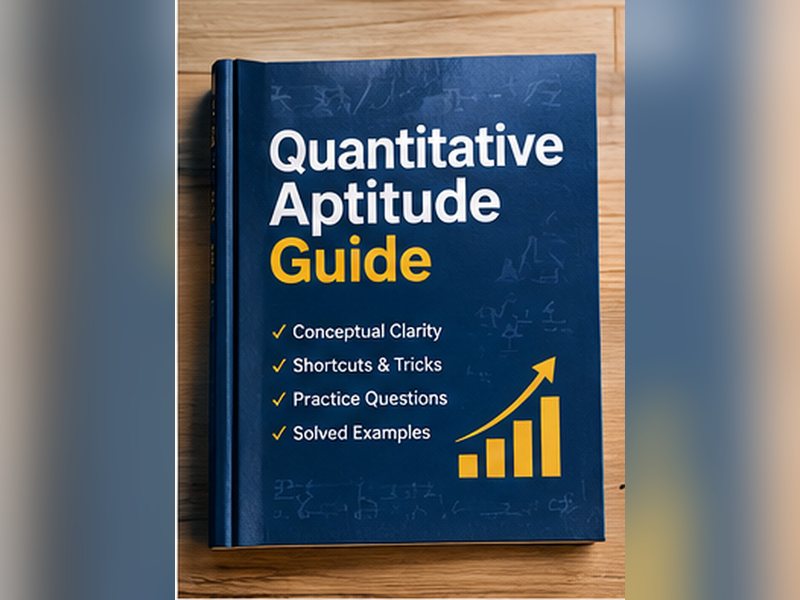 Quantitative
Aptitude
Guide
✓ Conceptual Clarity
✓ Shortcuts & Tricks
✓ Practice Questions
✓ Solved Examples